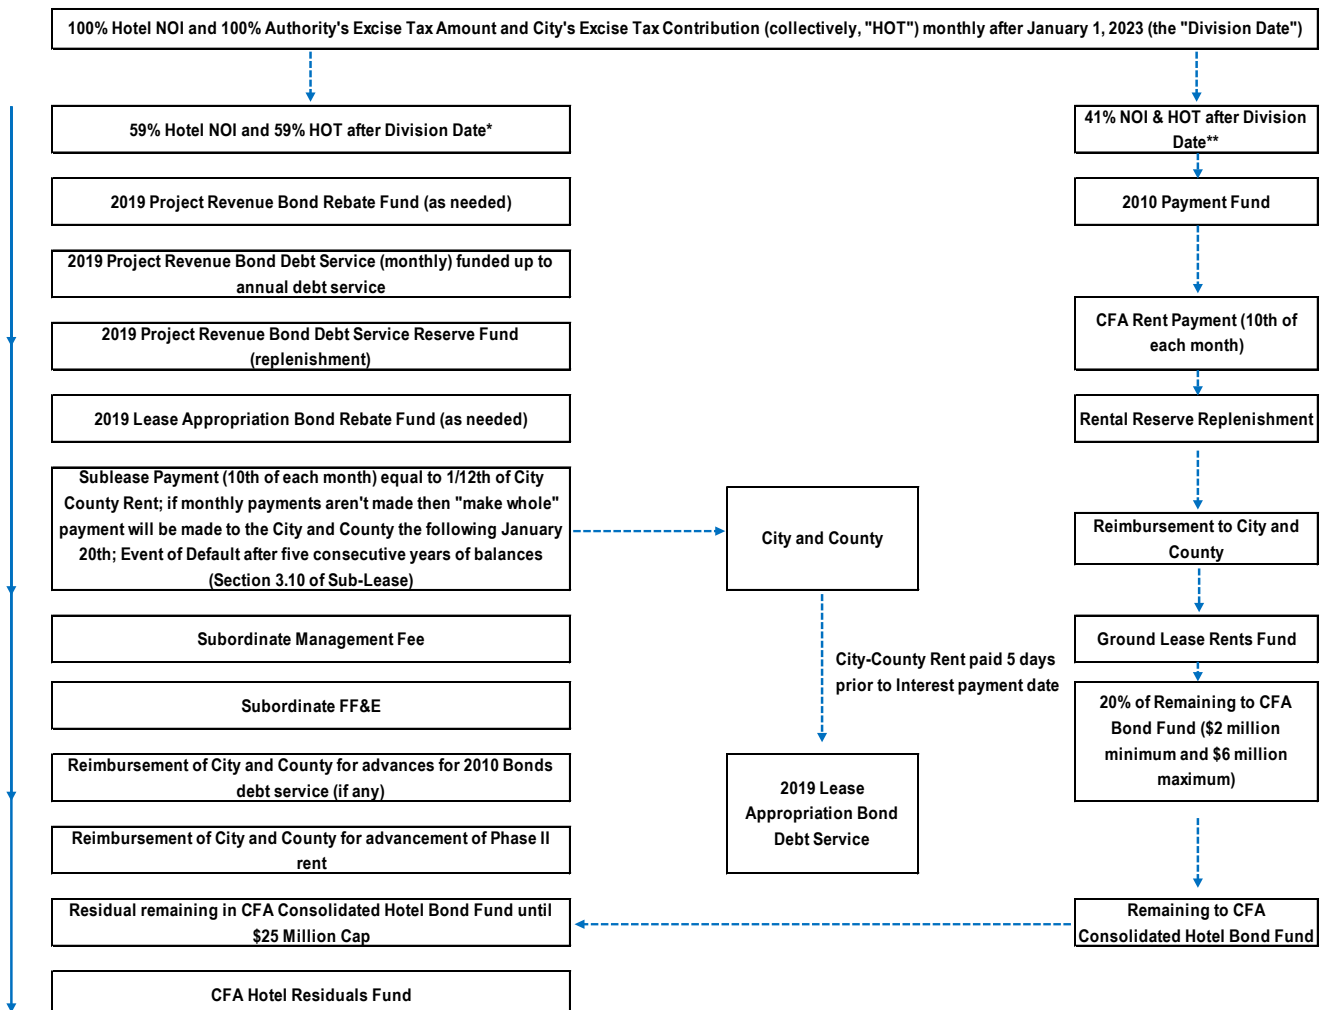 100% Hotel NOI and 100% Authority's Excise Tax Amount and City's Excise Tax Contribution (collectively, "HOT") monthly after January 1, 2023 (the "Division Date")
59% Hotel NOI and 59% HOT after Division Date*
2019 Project Revenue Bond Rebate Fund (as needed)
2019 Project Revenue Bond Debt Service (monthly) funded up to
annual debt service
2019 Project Revenue Bond Debt Service Reserve Fund
(replenishment)
2019 Lease Appropriation Bond Rebate Fund (as needed)
Sublease Payment (10th of each month) equal to 1/12th of City
County Rent; if monthly payments aren't made then "make whole"
payment will be made to the City and County the following January
20th; Event of Default after five consecutive years of balances
(Section 3.10 of Sub-Lease)
Subordinate Management Fee
Subordinate FF&E
Reimbursement of City and County for advances for 2010 Bonds
debt service (if any)
Reimbursement of City and County for advancement of Phase II
rent
Residual remaining in CFA Consolidated Hotel Bond Fund until
$25 Million Cap
CFA Hotel Residuals Fund
City and County
City-County Rent paid 5 days
prior to Interest payment date
2019 Lease
Appropriation Bond
Debt Service
41% NOI & HOT after Division
Date**
2010 Payment Fund
CFA Rent Payment (10th of
each month)
Rental Reserve Replenishment
Reimbursement to City and
County
Ground Lease Rents Fund
20% of Remaining to CFA
Bond Fund ($2 million
minimum and $6 million
maximum)
Remaining to CFA
Consolidated Hotel Bond Fund